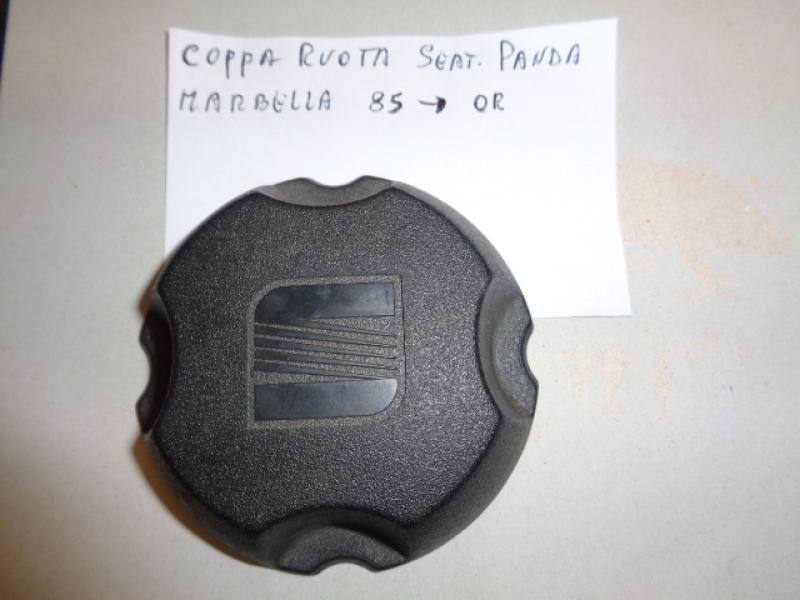 COPPA RUOTA SEAT. PANDA
MARBELLA 85 → OR